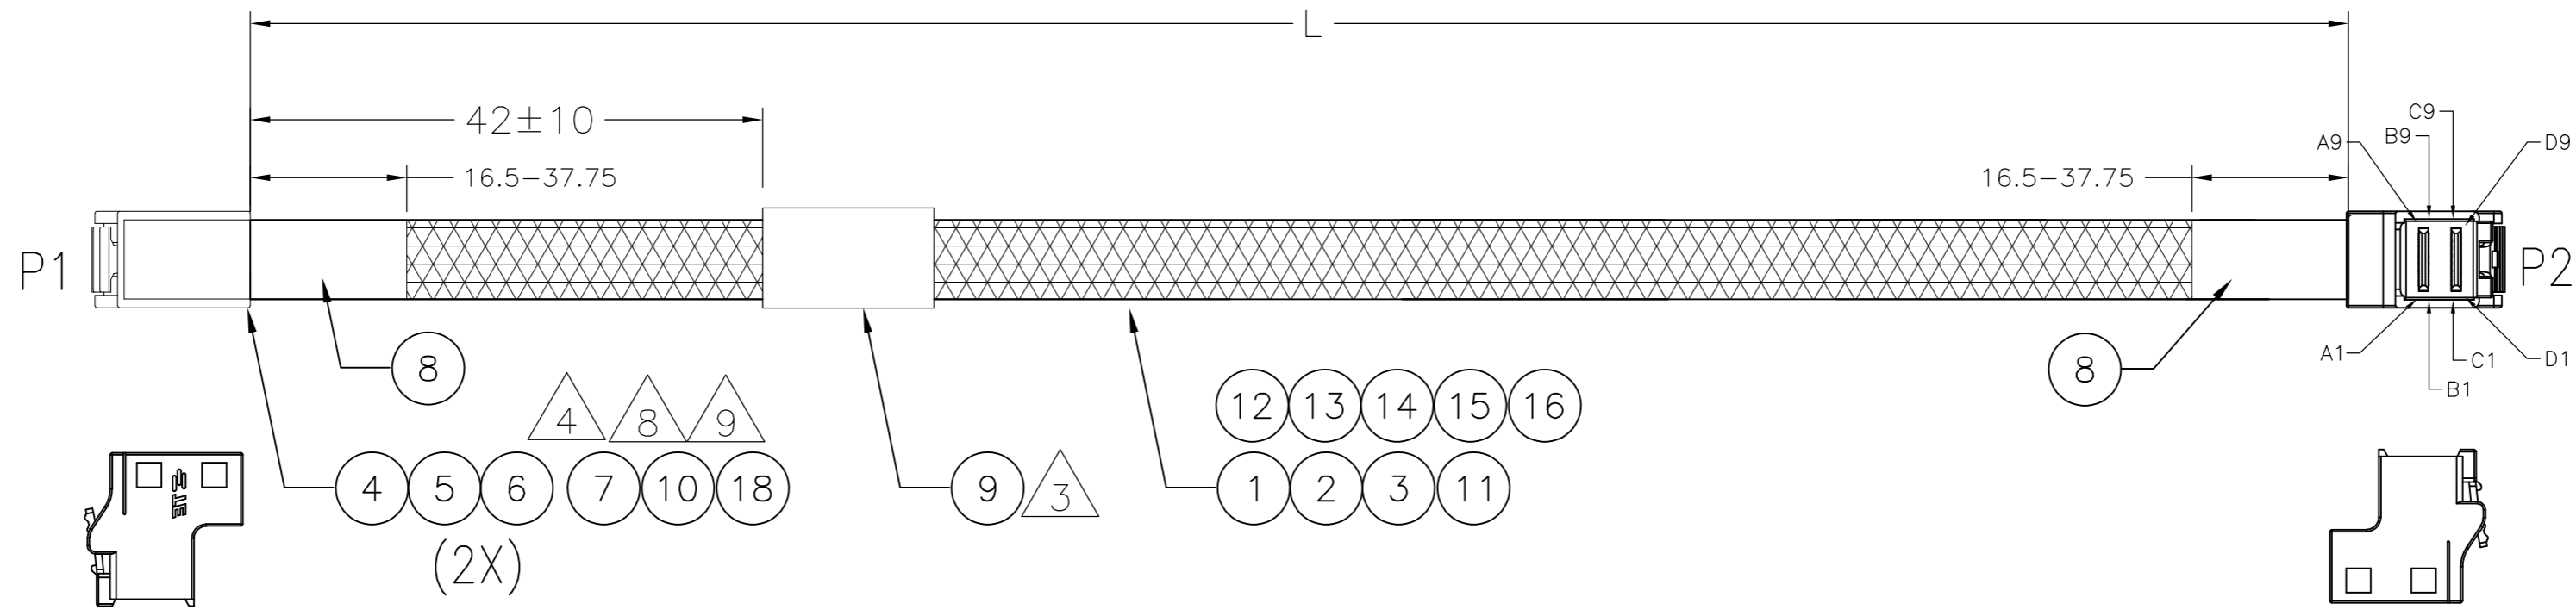 L
42±10
C9
B9
A9
D9
16.5–37.75
16.5–37.75
P1
P2
A1
C1
D1
B1
8
8
4 8 9
12 13 14 15 16
4 5 6 7 10 18
9 3
1 2 3 11
(2X)
TE